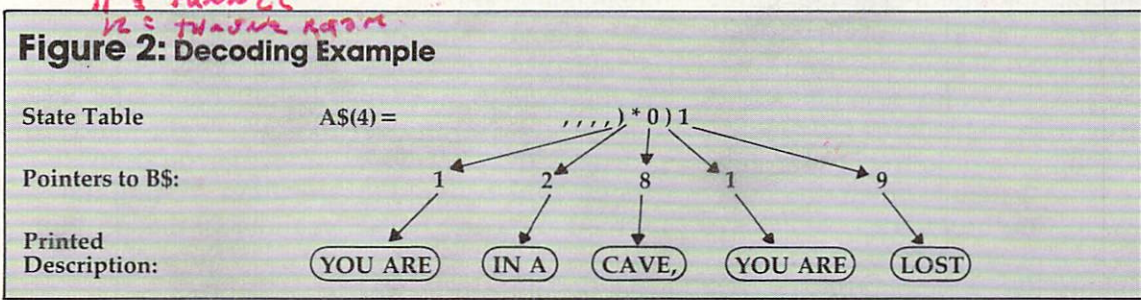 12 = THRONE ROOM
Figure 2: Decoding Example
State Table A$(4) = , , , , ) * 0 ) 1
Pointers to B$: 1 2 8 1 9
Printed
Description: YOU ARE IN A CAVE, YOU ARE LOST